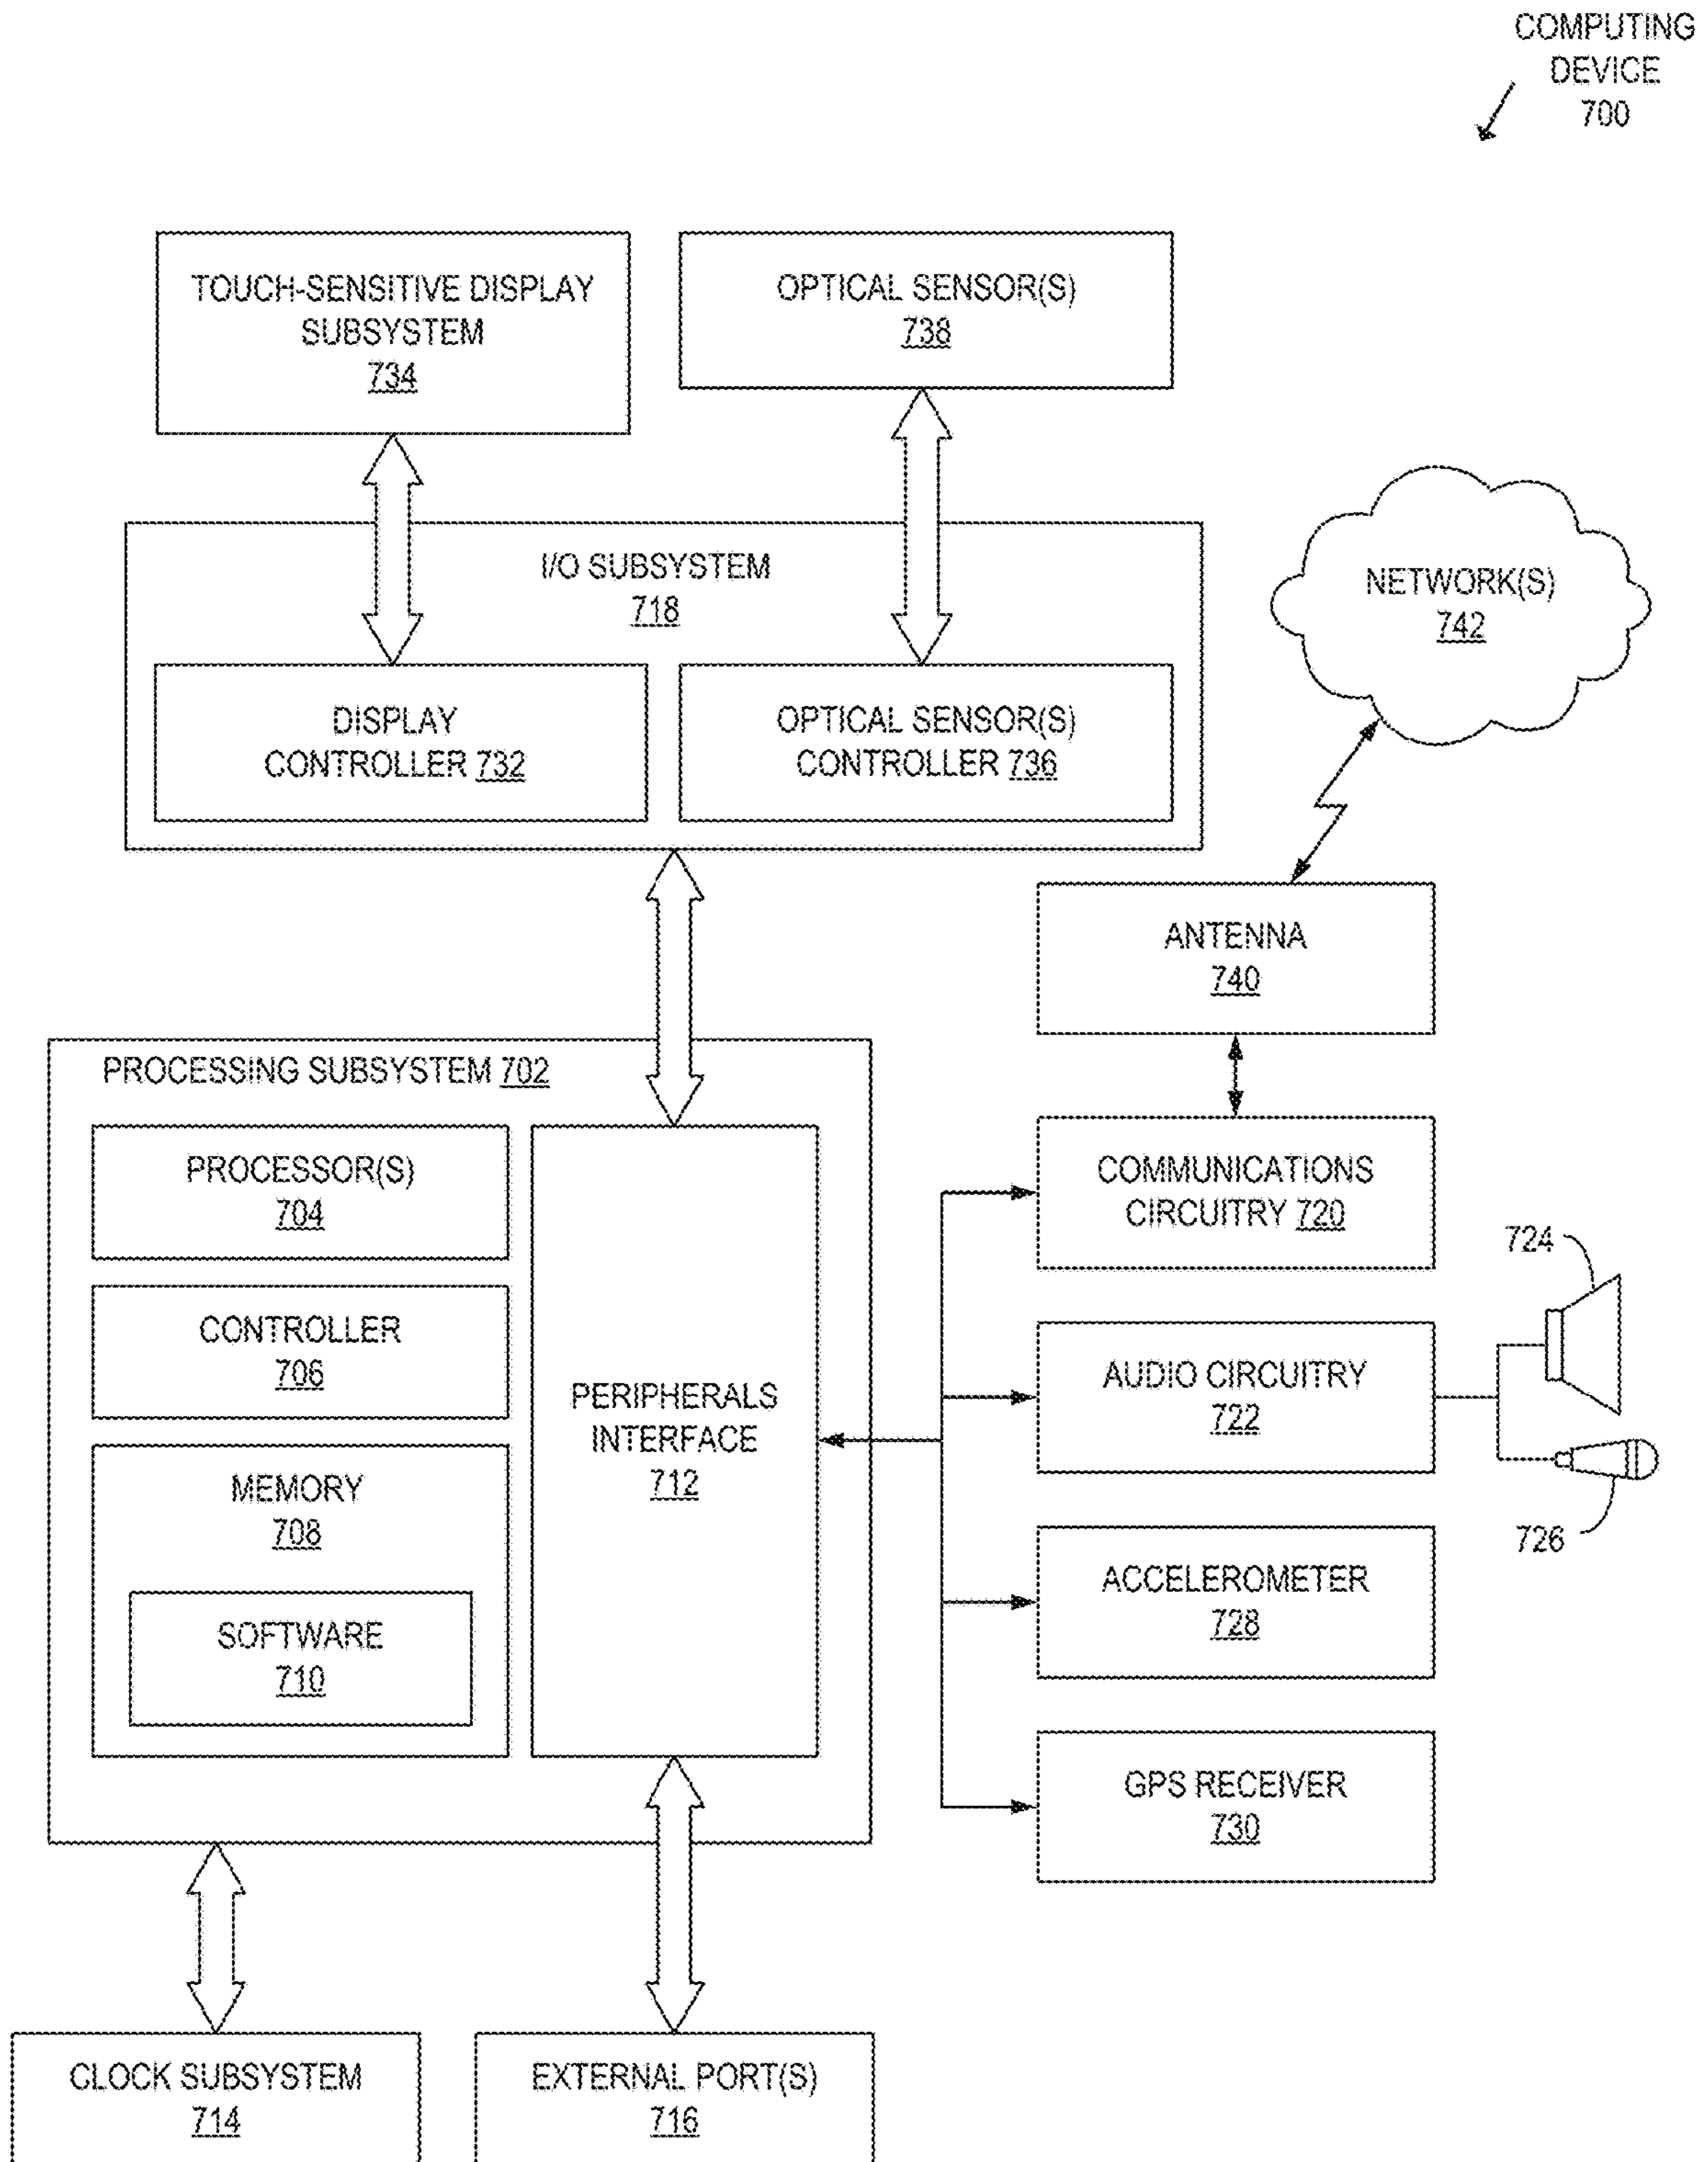 COMPUTING
DEVICE
700
TOUCH-SENSITIVE DISPLAY
SUBSYSTEM
734
OPTICAL SENSOR(S)
738
I/O SUBSYSTEM
718
NETWORK(S)
742
DISPLAY
CONTROLLER 732
OPTICAL SENSOR(S)
CONTROLLER 736
ANTENNA
740
PROCESSING SUBSYSTEM 702
PROCESSOR(S)
704
CONTROLLER
706
MEMORY
708
SOFTWARE
710
PERIPHERALS
INTERFACE
712
COMMUNICATIONS
CIRCUITRY 720
724
AUDIO CIRCUITRY
722
726
ACCELEROMETER
728
GPS RECEIVER
730
CLOCK SUBSYSTEM
714
EXTERNAL PORT(S)
716